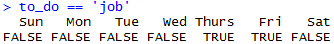 > to_do == 'job'
  Sun   Mon   Tue   Wed Thurs   Fri   Sat
FALSE FALSE FALSE FALSE  TRUE  TRUE FALSE